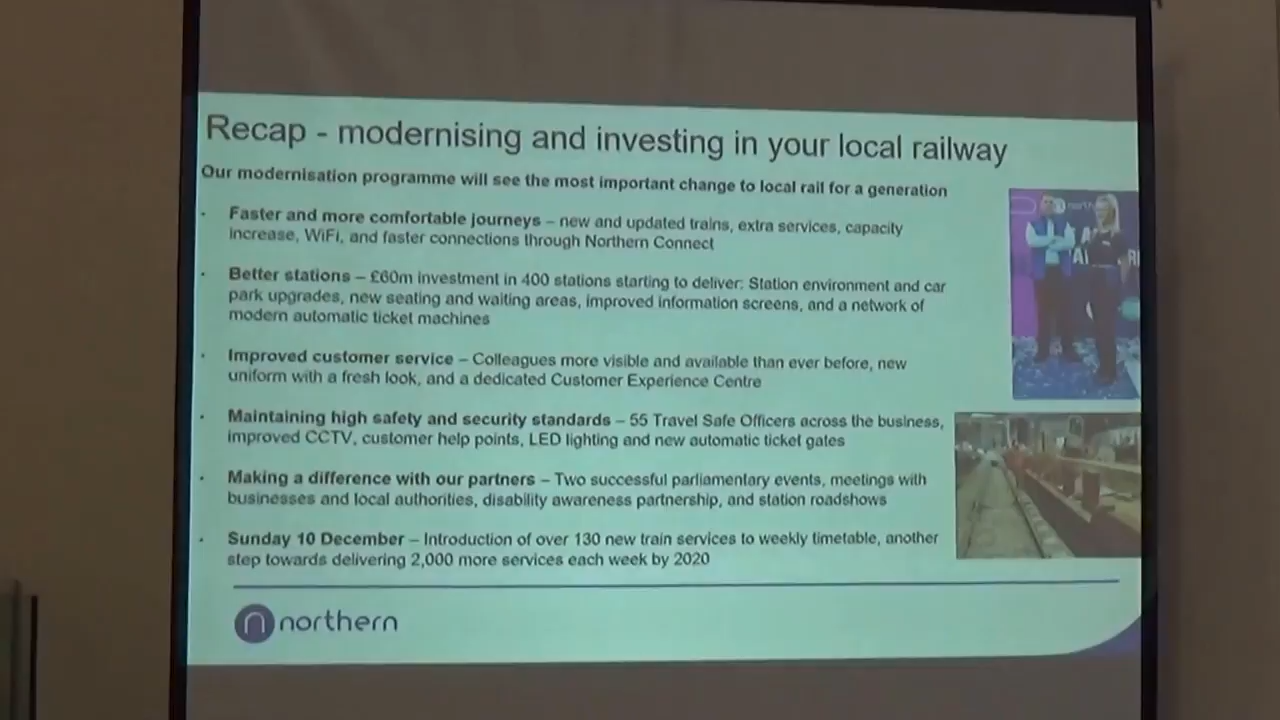 Recap - modernising and investing in your local railway
Our modernisation programme will see the most important change to local rail for a generation
Faster and more comfortable journeys – new and updated trains, extra services, capacity
increase, WiFi, and faster connections through Northern Connect
Better stations – £60m investment in 400 stations starting to deliver: Station environment and car
park upgrades, new seating and waiting areas, improved information screens, and a network of
modern automatic ticket machines
Improved customer service – Colleagues more visible and available than ever before, new
uniform with a fresh look, and a dedicated Customer Experience Centre
Maintaining high safety and security standards – 55 Travel Safe Officers across the business,
improved CCTV, customer help points, LED lighting and new automatic ticket gates
Making a difference with our partners – Two successful parliamentary events, meetings with
businesses and local authorities, disability awareness partnership, and station roadshows
Sunday 10 December – Introduction of over 130 new train services to weekly timetable, another
step towards delivering 2,000 more services each week by 2020
northern